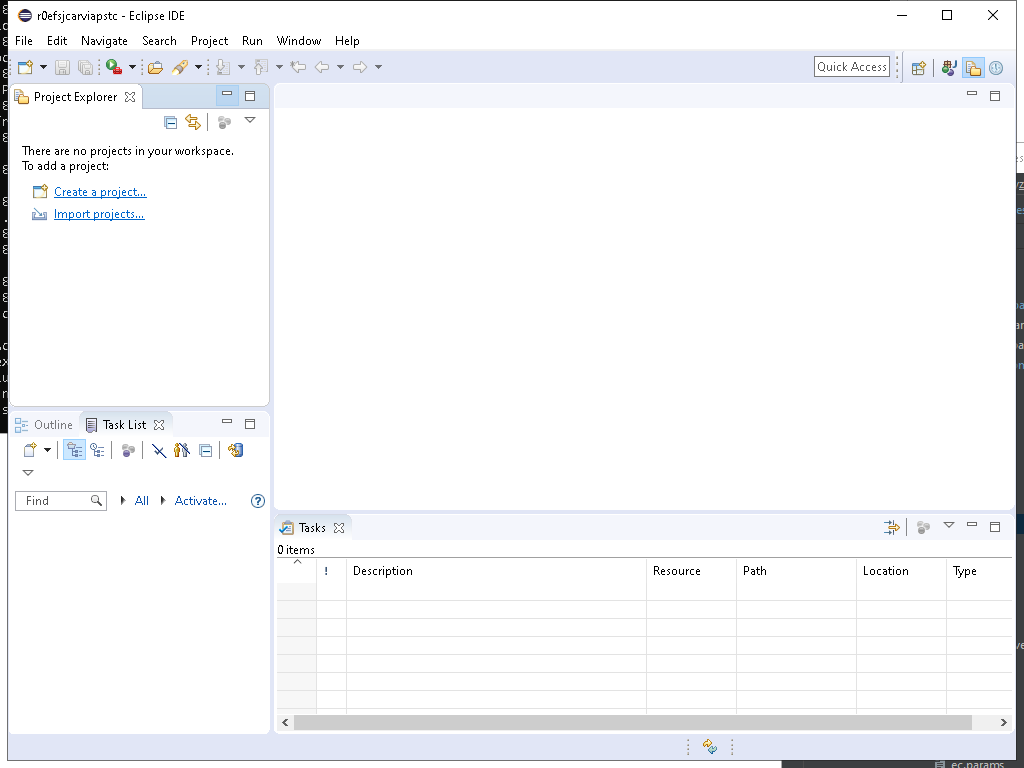 r0efsjcarviapstc - Eclipse IDE
File Edit Navigate Search Project Run Window Help
Quick Access
Project Explorer
There are no projects in your workspace.
To add a project:
Create a project...
Import projects...
Outline Task List
Find All Activate...
Tasks
0 items
! Description Resource Path Location Type
ec.params